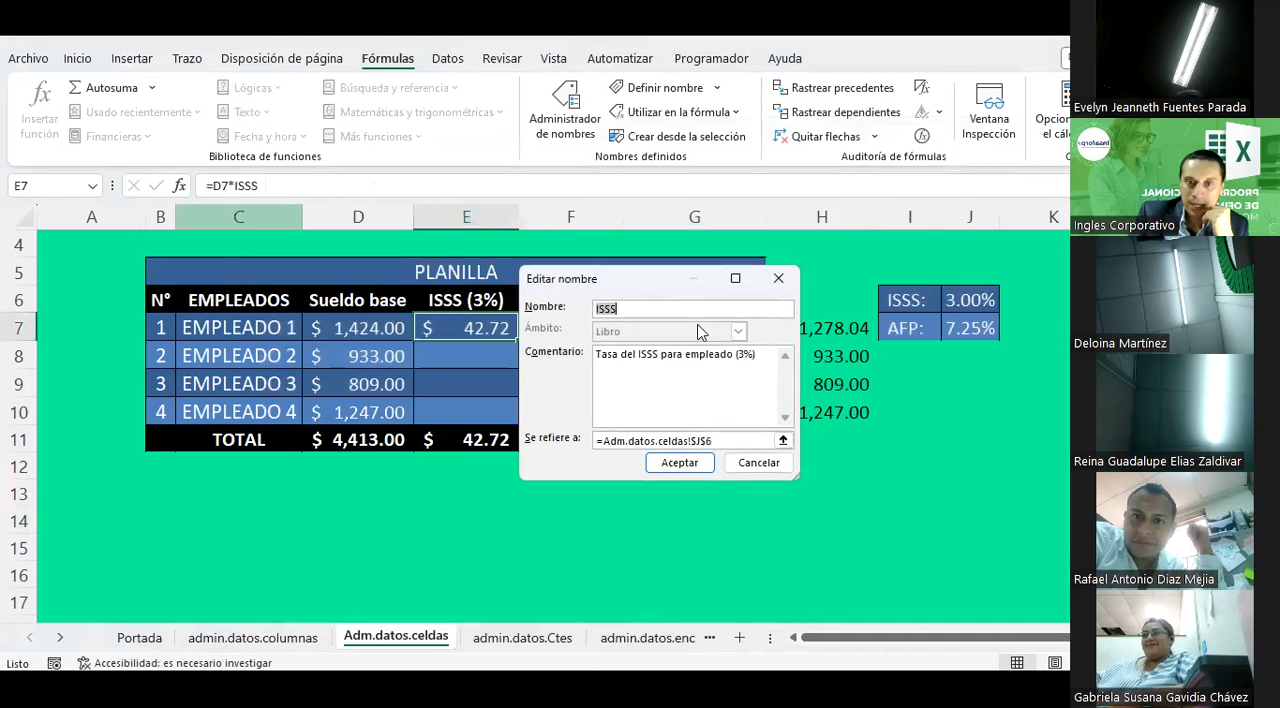 Archivo Inicio Insertar Trazo Disposición de página Fórmulas Datos Revisar Vista Automatizar Programador Ayuda
Insertar función
Autosuma
Usado recientemente
Financieras
Lógicas
Texto
Fecha y hora
Búsqueda y referencia
Matemáticas y trigonométricas
Más funciones
Biblioteca de funciones
Administrador de nombres
Definir nombre
Utilizar en la fórmula
Crear desde la selección
Nombres definidos
Rastrear precedentes
Rastrear dependientes
Quitar flechas
Auditoría de fórmulas
Ventana Inspección
E7 fx =D7*ISSS
A B C D E F G H I J K
4
5 PLANILLA
6 N° EMPLEADOS Sueldo base ISSS (3%) ISSS: 3.00%
7 1 EMPLEADO 1 $ 1,424.00 $ 42.72 1,278.04 AFP: 7.25%
8 2 EMPLEADO 2 $ 933.00 933.00
9 3 EMPLEADO 3 $ 809.00 809.00
10 4 EMPLEADO 4 $ 1,247.00 1,247.00
11 TOTAL $ 4,413.00 $ 42.72
12
13
14
15
16
17
Editar nombre
Nombre: ISSS
Ámbito: Libro
Comentario: Tasa del ISSS para empleado (3%)
Se refiere a: =Adm.datos.celdas!$J$6
Aceptar Cancelar
Portada admin.datos.columnas Adm.datos.celdas admin.datos.Ctes admin.datos.enc
Listo Accesibilidad: es necesario investigar
Evelyn Jeanneth Fuentes Parada
Ingles Corporativo
Deloina Martínez
Reina Guadalupe Elias Zaldivar
Rafael Antonio Diaz Mejia
Gabriela Susana Gavidia Chávez